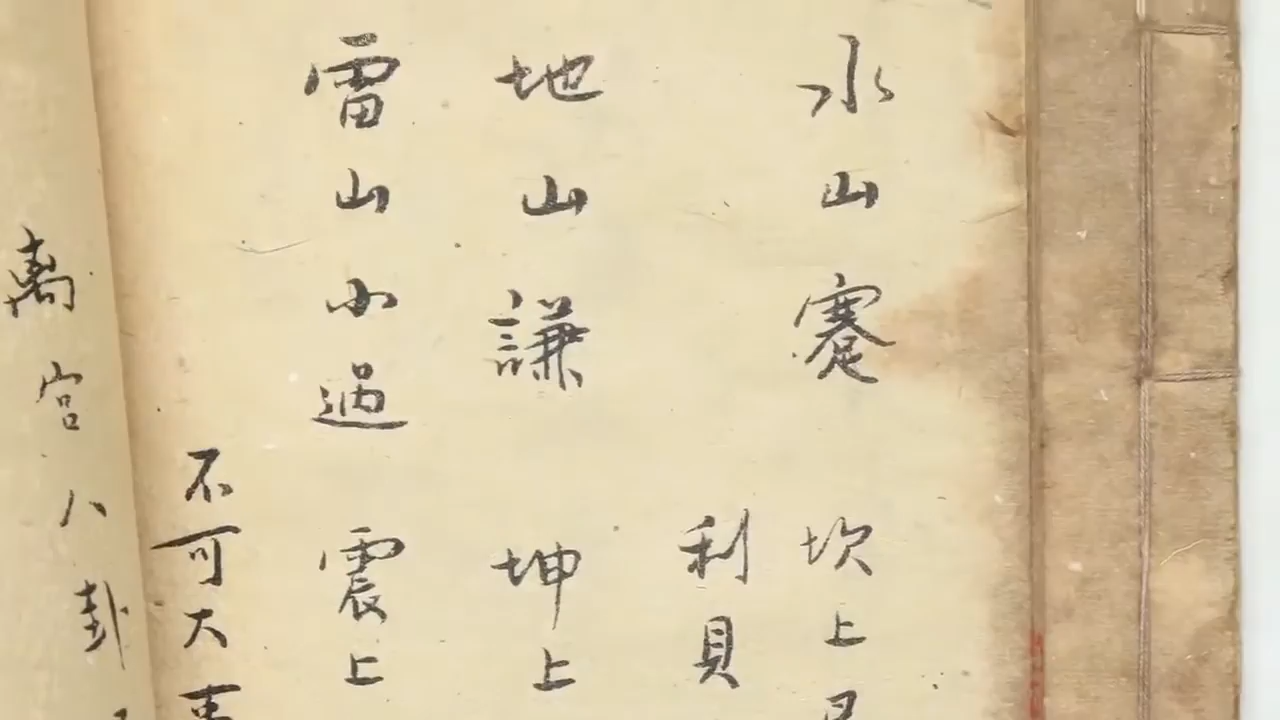 水山蹇 坎上
利貝
地山謙 坤上
雷山小過 震上
不可大事
离宮八卦